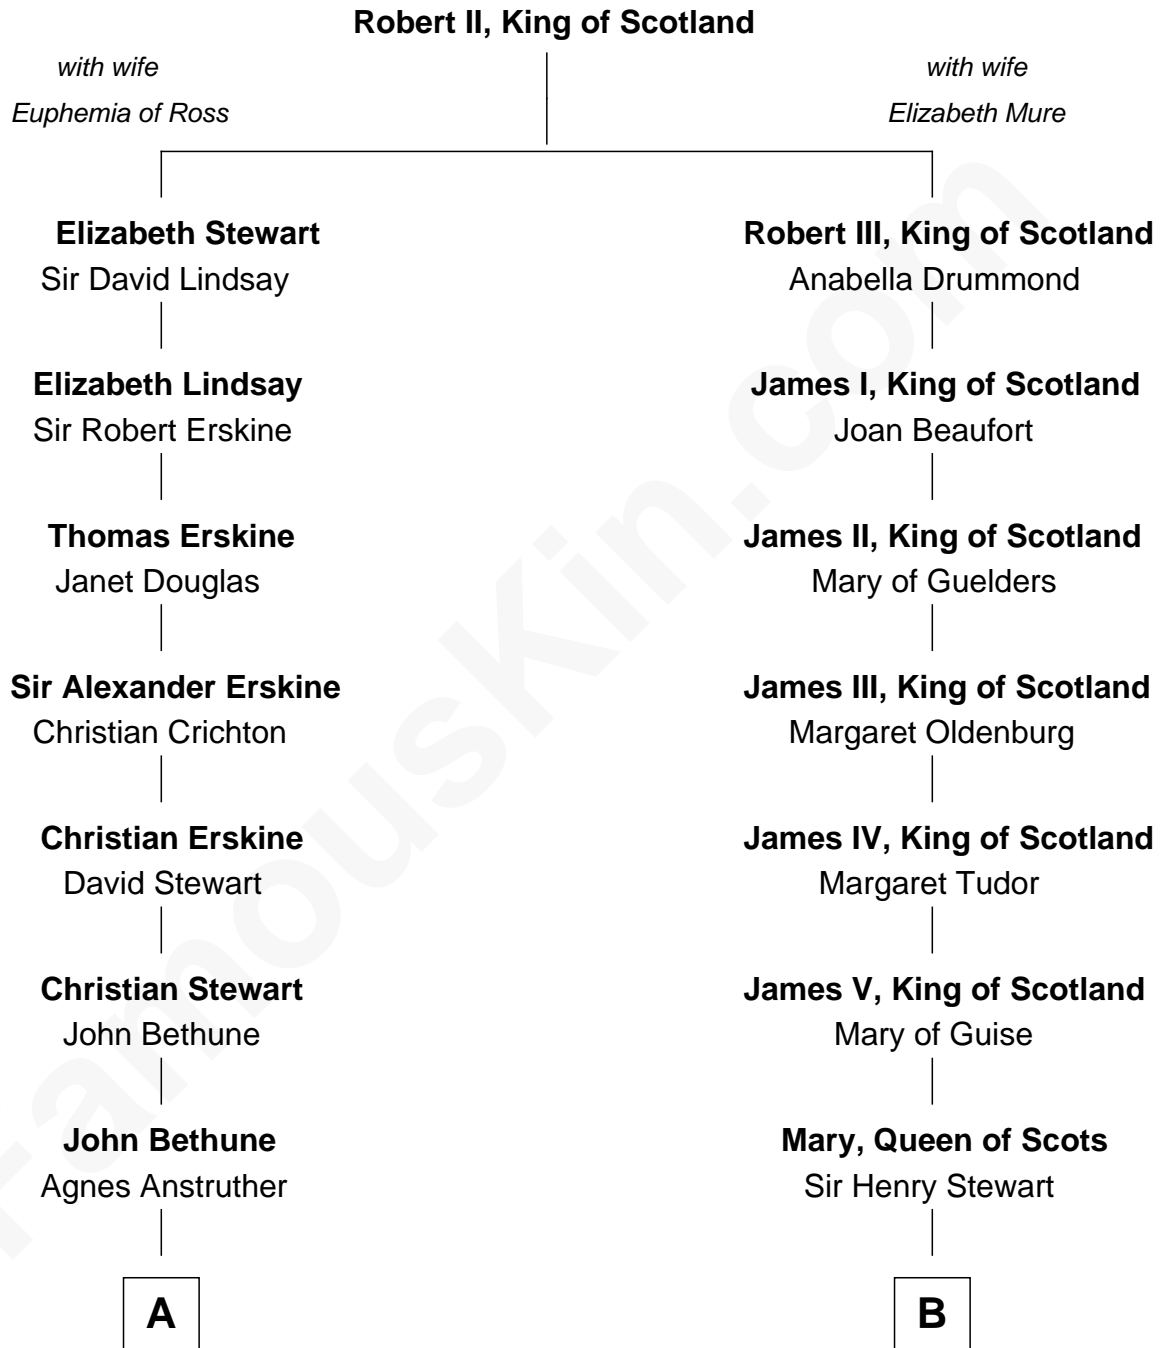 Robert II, King of Scotland
with wife
Euphemia of Ross
with wife
Elizabeth Mure
Elizabeth Stewart
Sir David Lindsay
Robert III, King of Scotland
Anabella Drummond
Elizabeth Lindsay
Sir Robert Erskine
James I, King of Scotland
Joan Beaufort
Thomas Erskine
Janet Douglas
James II, King of Scotland
Mary of Guelders
Sir Alexander Erskine
Christian Crichton
James III, King of Scotland
Margaret Oldenburg
Christian Erskine
David Stewart
James IV, King of Scotland
Margaret Tudor
Christian Stewart
John Bethune
James V, King of Scotland
Mary of Guise
John Bethune
Agnes Anstruther
Mary, Queen of Scots
Sir Henry Stewart
A
B
FamousKin.com